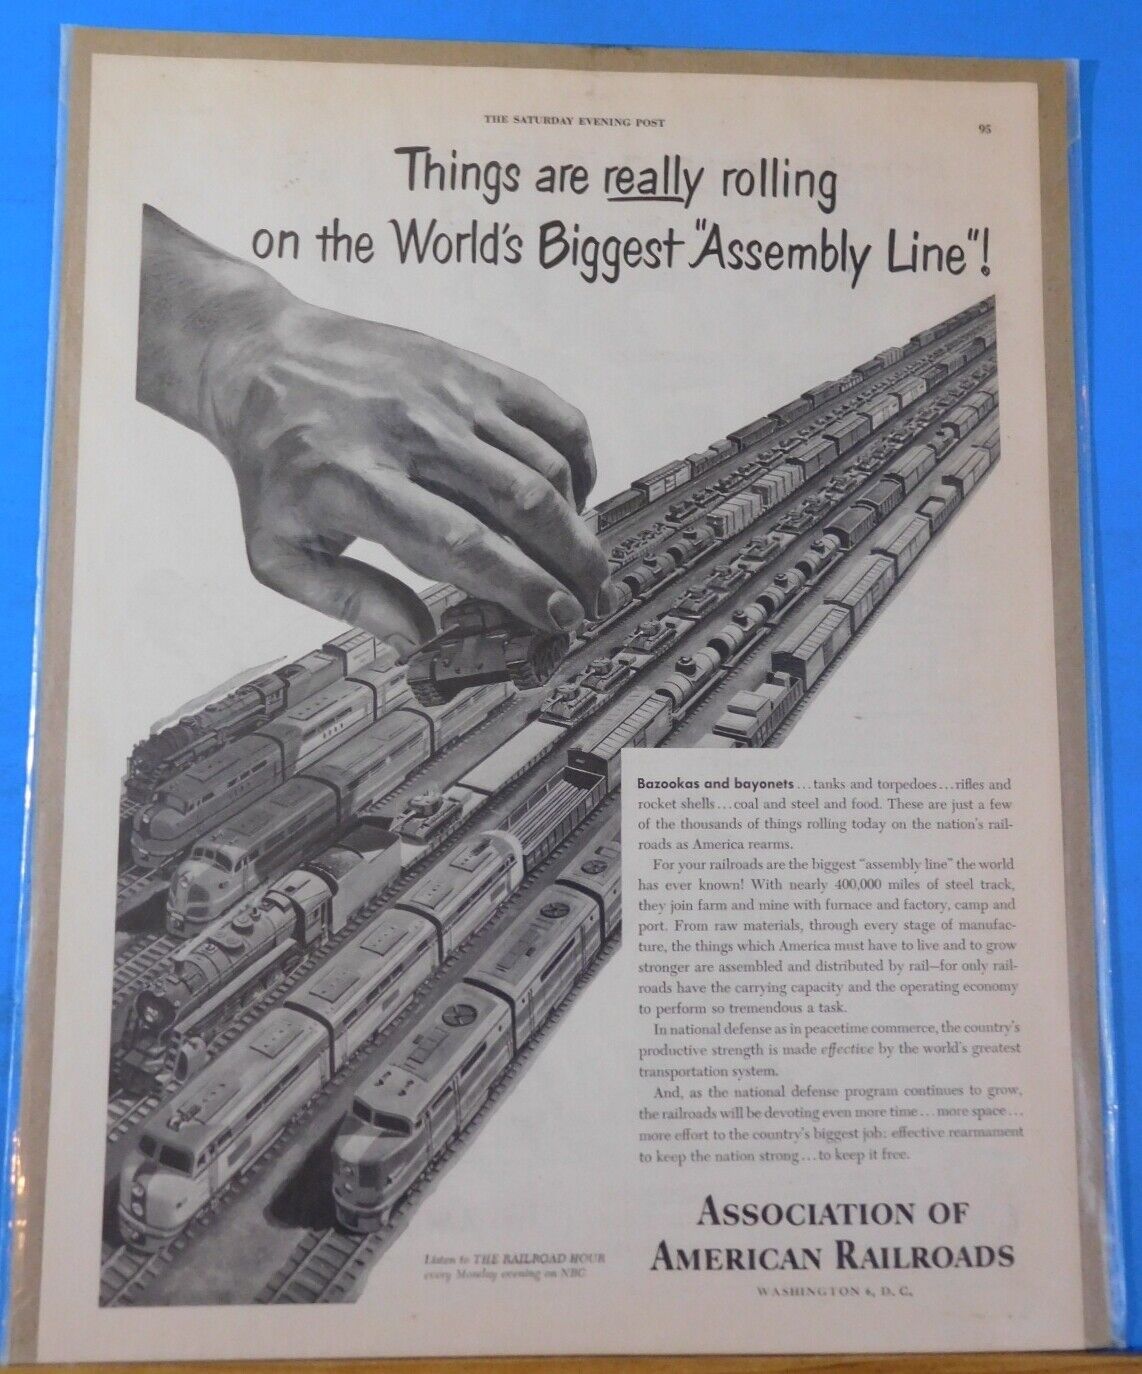 THE SATURDAY EVENING POST
95
Things are really rolling
on the World's Biggest "Assembly Line"!
Bazookas and bayonets...tanks and torpedoes...rifles and
rocket shells...coal and steel and food. These are just a few
of the thousands of things rolling today on the nation's rail-
roads as America rearms.
For your railroads are the biggest "assembly line" the world
has ever known! With nearly 400,000 miles of steel track,
they join farm and mine with furnace and factory, camp and
port. From raw materials, through every stage of manufac-
ture, the things which America must have to live and to grow
stronger are assembled and distributed by rail—for only rail-
roads have the carrying capacity and the operating economy
to perform so tremendous a task.
In national defense as in peacetime commerce, the country's
productive strength is made effective by the world's greatest
transportation system.
And, as the national defense program continues to grow,
the railroads will be devoting even more time...more space...
more effort to the country's biggest job: effective rearmament
to keep the nation strong...to keep it free.
ASSOCIATION OF
AMERICAN RAILROADS
WASHINGTON 6, D. C.
Listen to THE RAILROAD HOUR
every Monday evening on NBC.